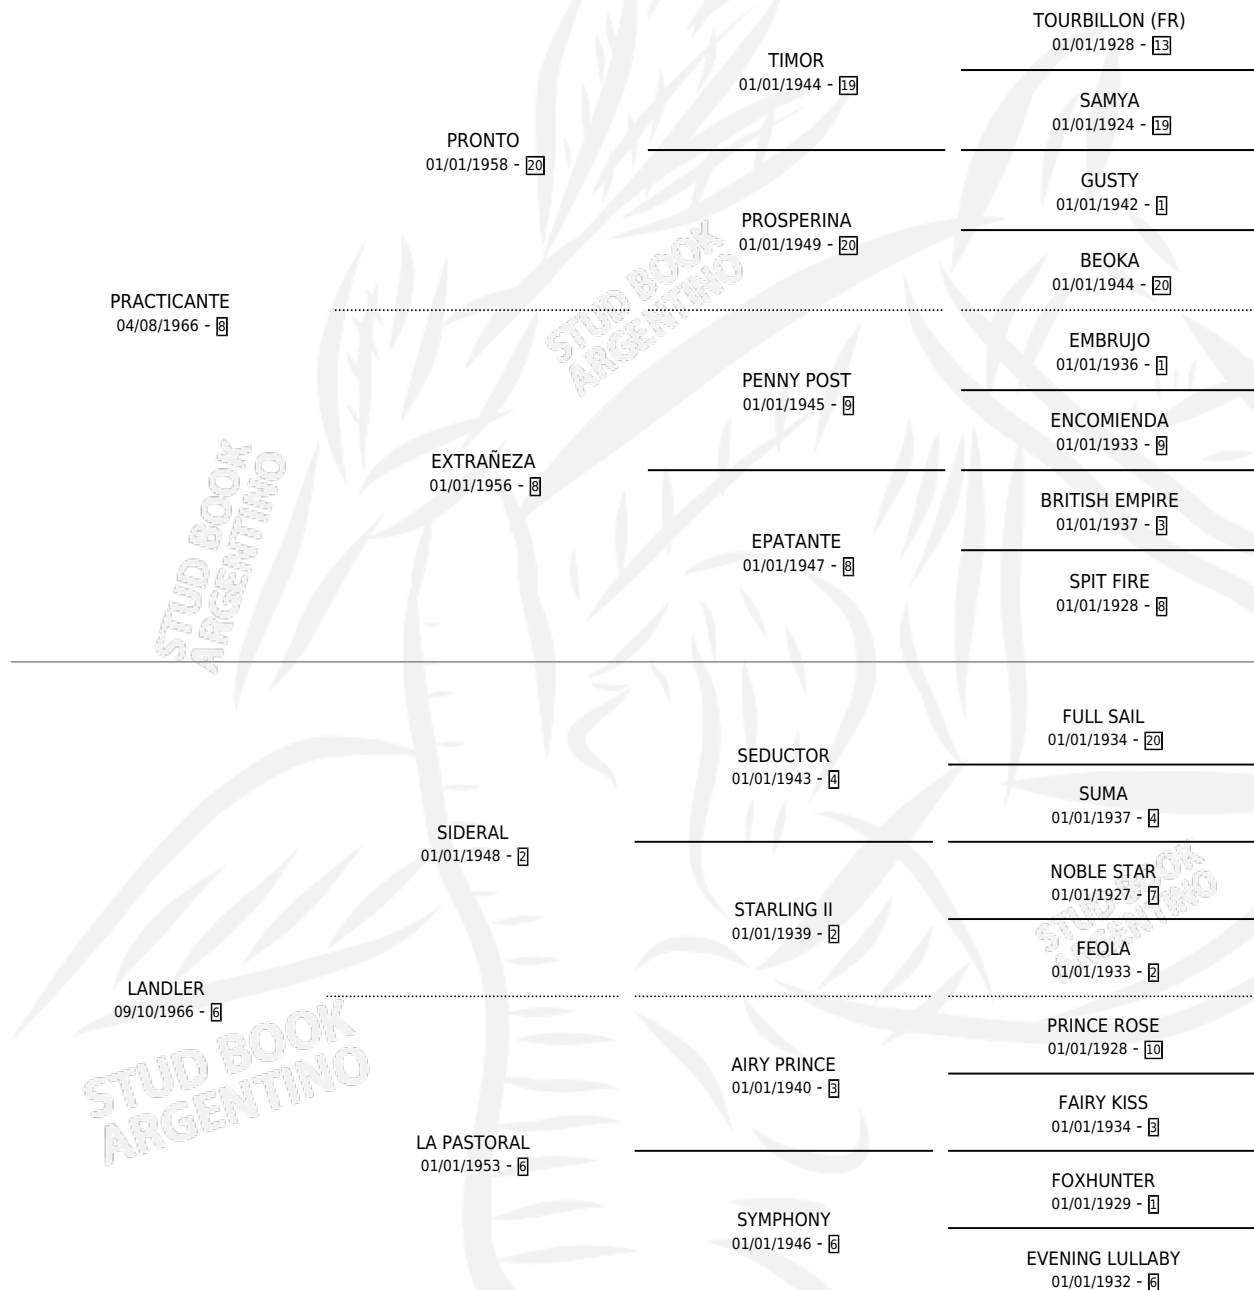 TOURBILLON (FR)
01/01/1928 - 13
TIMOR
01/01/1944 - 19
SAMYA
01/01/1924 - 19
PRONTO
01/01/1958 - 20
GUSTY
01/01/1942 - 1
PROSPERINA
01/01/1949 - 20
BEOKA
01/01/1944 - 20
PRACTICANTE
04/08/1966 - 8
EMBRUJO
01/01/1936 - 1
PENNY POST
01/01/1945 - 9
ENCOMIENDA
01/01/1933 - 9
EXTRAÑEZA
01/01/1956 - 8
BRITISH EMPIRE
01/01/1937 - 3
EPATANTE
01/01/1947 - 8
SPIT FIRE
01/01/1928 - 8
FULL SAIL
01/01/1934 - 20
SEDUCTOR
01/01/1943 - 4
SUMA
01/01/1937 - 4
SIDERAL
01/01/1948 - 2
NOBLE STAR
01/01/1927 - 7
STARLING II
01/01/1939 - 2
FEOLA
01/01/1933 - 2
LANDLER
09/10/1966 - 6
PRINCE ROSE
01/01/1928 - 10
AIRY PRINCE
01/01/1940 - 3
FAIRY KISS
01/01/1934 - 3
LA PASTORAL
01/01/1953 - 6
FOXHUNTER
01/01/1929 - 1
SYMPHONY
01/01/1946 - 6
EVENING LULLABY
01/01/1932 - 6
STUD BOOK
ARGENTINO
STUD BOOK
ARGENTINO
STUD BOOK
ARGENTINO
STUD BOOK
ARGENTINO